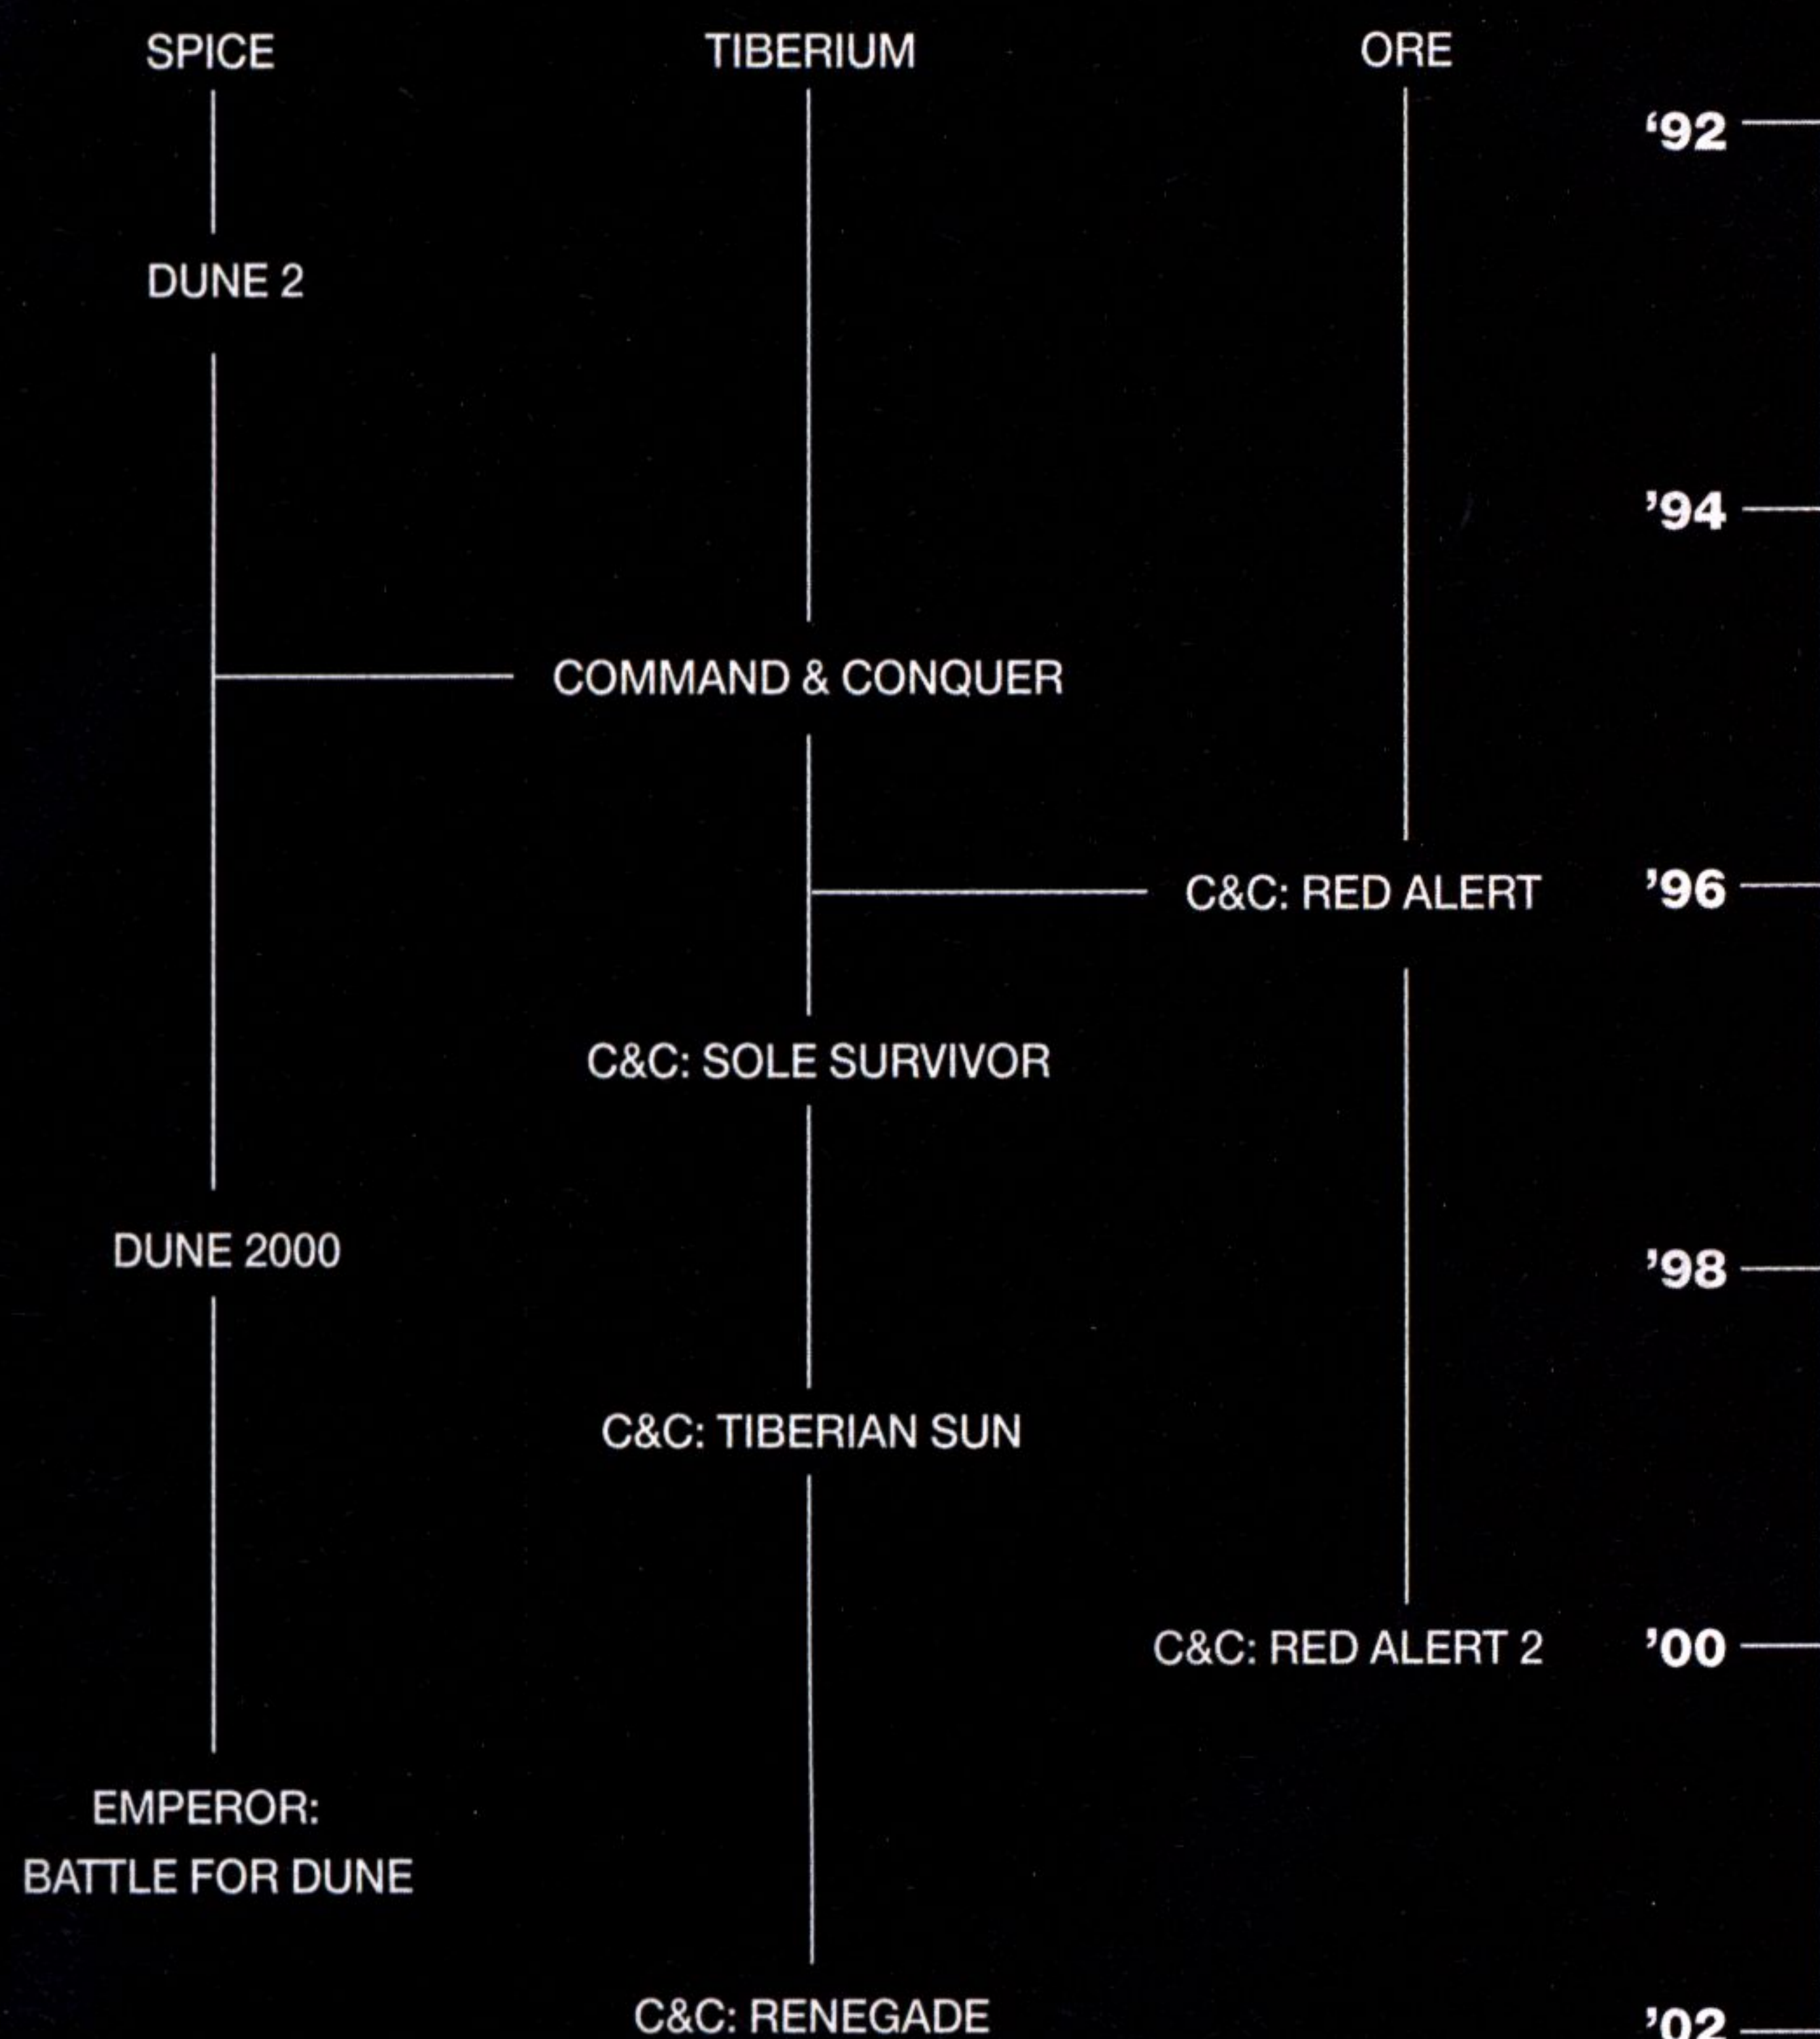 SPICE
TIBERIUM
ORE
‘92
DUNE 2
’94
COMMAND & CONQUER
C&C: RED ALERT
’96
C&C: SOLE SURVIVOR
DUNE 2000
’98
C&C: TIBERIAN SUN
C&C: RED ALERT 2
’00
EMPEROR:
BATTLE FOR DUNE
C&C: RENEGADE
’02